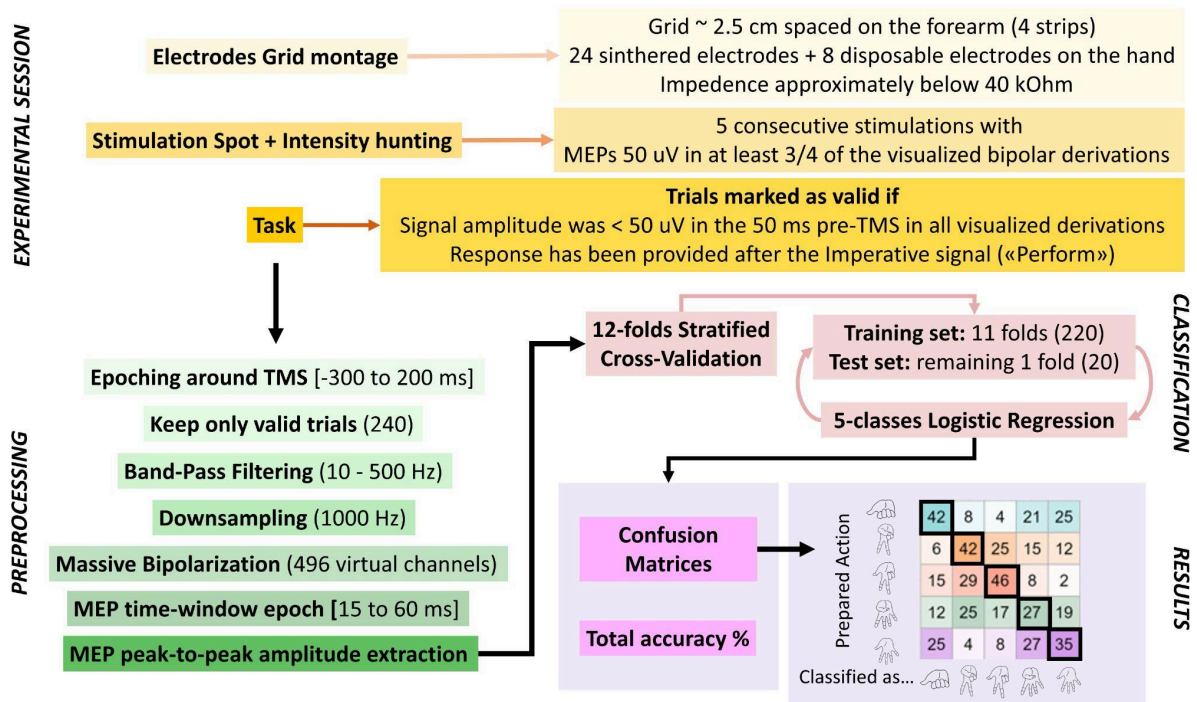 EXPERIMENTAL SESSION
Electrodes Grid montage
Grid ~ 2.5 cm spaced on the forearm (4 strips)
24 sinthered electrodes + 8 disposable electrodes on the hand
Impedence approximately below 40 kOhm
Stimulation Spot + Intensity hunting
5 consecutive stimulations with
MEPs 50 uV in at least 3/4 of the visualized bipolar derivations
Task
Trials marked as valid if
Signal amplitude was < 50 uV in the 50 ms pre-TMS in all visualized derivations
Response has been provided after the Imperative signal («Perform»)
PREPROCESSING
Epoching around TMS [-300 to 200 ms]
Keep only valid trials (240)
Band-Pass Filtering (10 - 500 Hz)
Downsampling (1000 Hz)
Massive Bipolarization (496 virtual channels)
MEP time-window epoch [15 to 60 ms]
MEP peak-to-peak amplitude extraction
CLASSIFICATION
12-folds Stratified
Cross-Validation
Training set: 11 folds (220)
Test set: remaining 1 fold (20)
5-classes Logistic Regression
RESULTS
Confusion
Matrices
Total accuracy %
Prepared Action
42 8 4 21 25
6 42 25 15 12
15 29 46 8 2
12 25 17 27 19
25 4 8 27 35
Classified as...